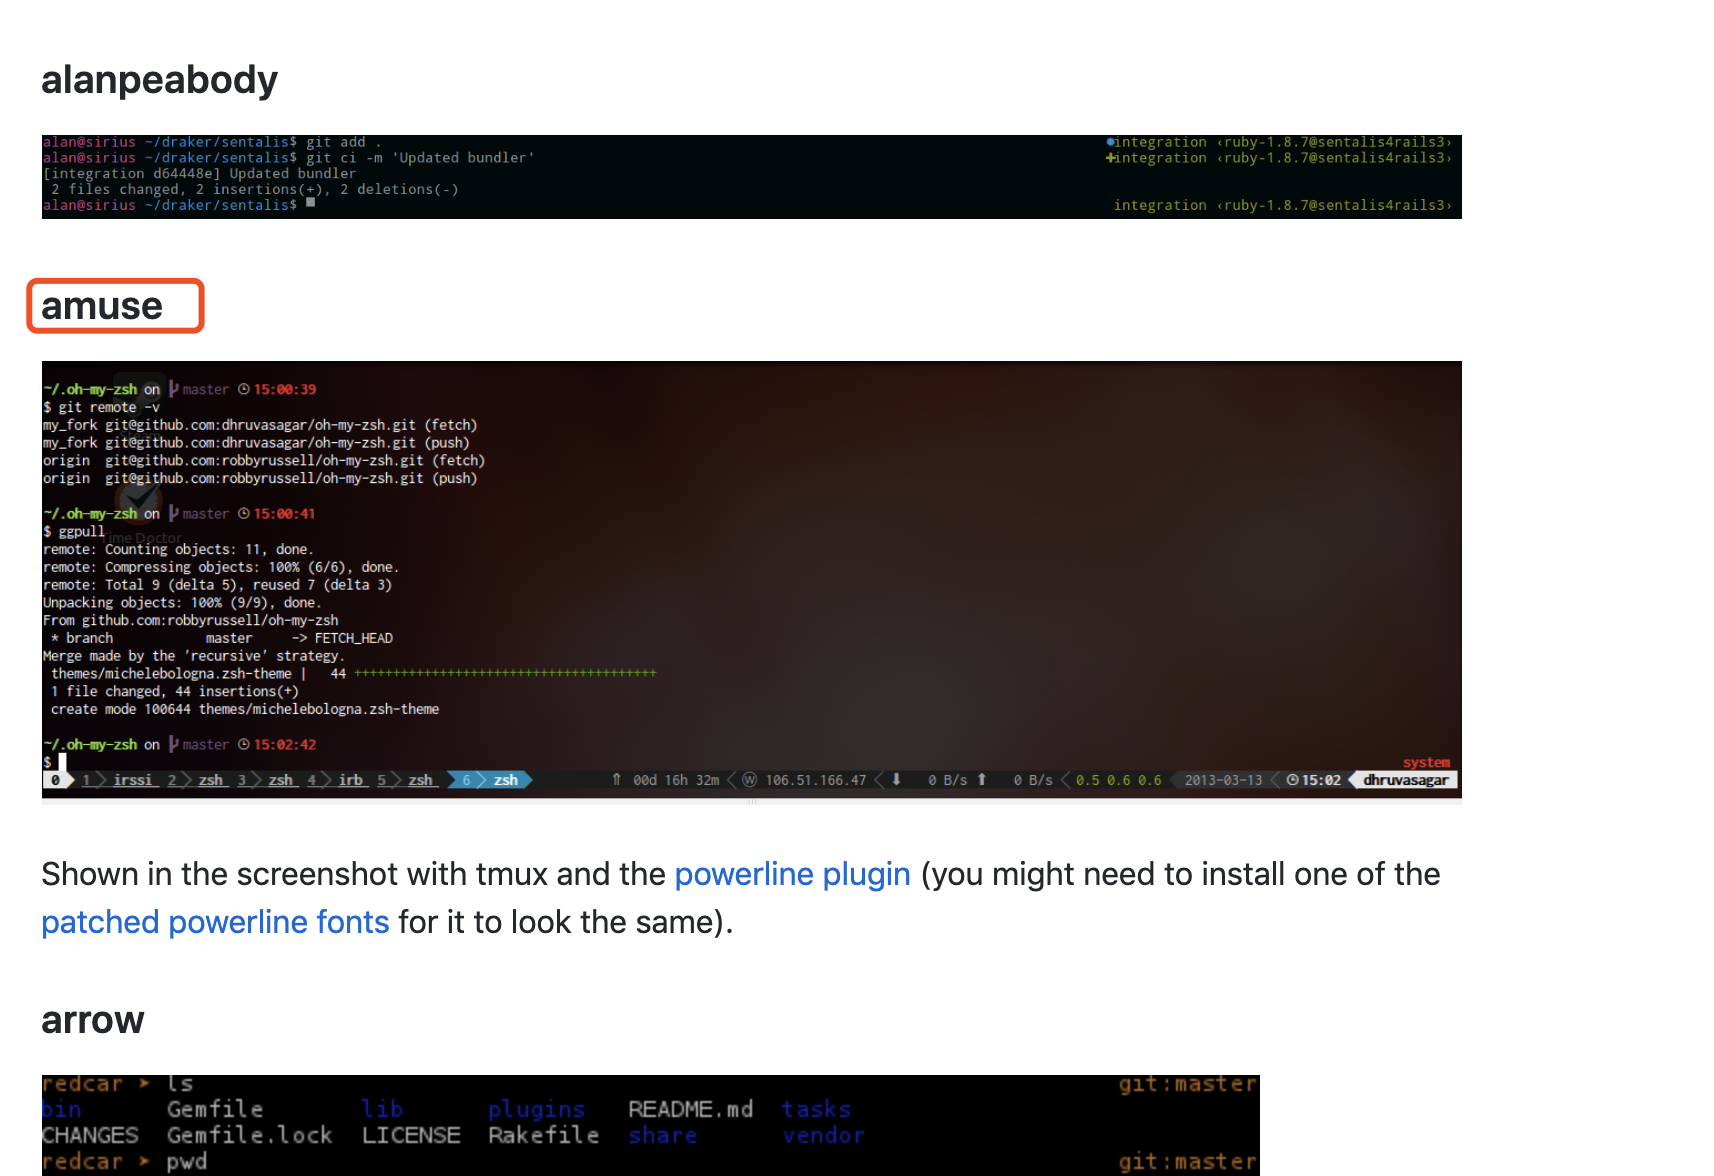 alanpeabody
alan@sirius ~/draker/sentalis$ git add . integration ‹ruby-1.8.7@sentalis4rails3›
alan@sirius ~/draker/sentalis$ git ci -m 'Updated bundler' integration ‹ruby-1.8.7@sentalis4rails3›
[integration d64448e] Updated bundler
2 files changed, 2 insertions(+), 2 deletions(-)
alan@sirius ~/draker/sentalis$ integration ‹ruby-1.8.7@sentalis4rails3›
amuse
~/.oh-my-zsh on master 15:00:39
$ git remote -v
my_fork git@github.com:dhruvasagar/oh-my-zsh.git (fetch)
my_fork git@github.com:dhruvasagar/oh-my-zsh.git (push)
origin git@github.com:robbyrussell/oh-my-zsh.git (fetch)
origin git@github.com:robbyrussell/oh-my-zsh.git (push)
~/.oh-my-zsh on master 15:00:41
$ ggpull
Time Doctor
remote: Counting objects: 11, done.
remote: Compressing objects: 100% (6/6), done.
remote: Total 9 (delta 5), reused 7 (delta 3)
Unpacking objects: 100% (9/9), done.
From github.com:robbyrussell/oh-my-zsh
* branch master -> FETCH_HEAD
Merge made by the 'recursive' strategy.
themes/michelebologna.zsh-theme | 44 +++++++++++++++++++++++++++++++++++++++
1 file changed, 44 insertions(+)
create mode 100644 themes/michelebologna.zsh-theme
~/.oh-my-zsh on master 15:02:42
$ system
0 1 irssi 2 zsh 3 zsh 4 irb 5 zsh 6 zsh ⇑ 00d 16h 32m ⓦ 106.51.166.47 ⬇ 0 B/s ⬆ 0 B/s 0.5 0.6 0.6 2013-03-13 15:02 dhruvasagar
Shown in the screenshot with tmux and the powerline plugin (you might need to install one of the
patched powerline fonts for it to look the same).
arrow
redcar ➤ ls git:master
bin Gemfile lib plugins README.md tasks
CHANGES Gemfile.lock LICENSE Rakefile share vendor
redcar ➤ pwd git:master